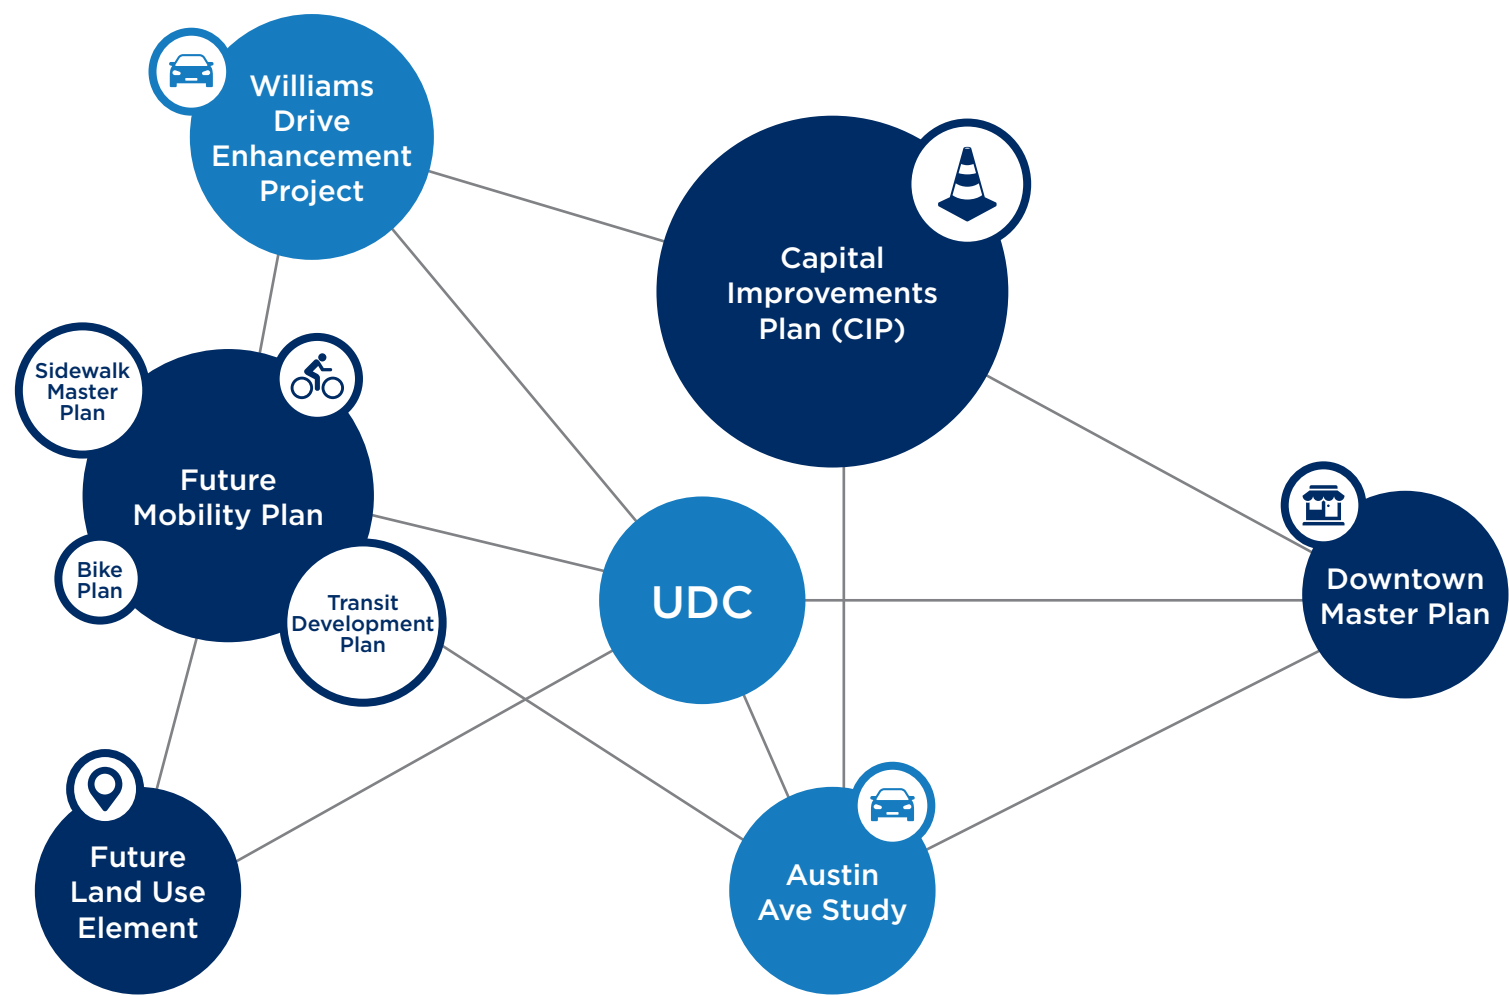 Williams
Drive
Enhancement
Project
Capital
Improvements
Plan (CIP)
Sidewalk
Master
Plan
Future
Mobility Plan
Bike
Plan
Transit
Development
Plan
UDC
Downtown
Master Plan
Future
Land Use
Element
Austin
Ave Study